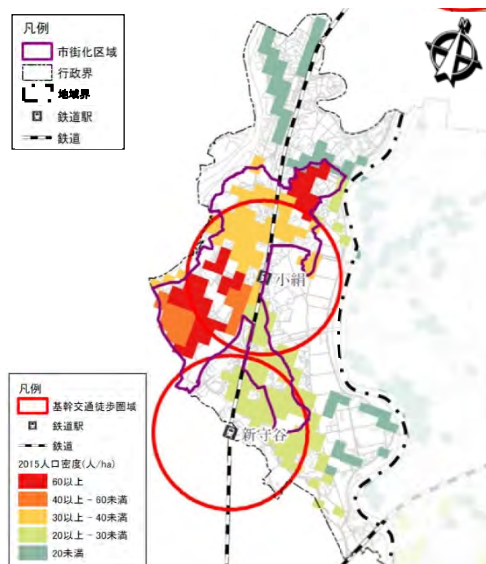 凡例
市街化区域
行政界
地域界
鉄道駅
鉄道
小絹
新守谷
凡例
基幹交通徒歩圏域
鉄道駅
鉄道
2015人口密度(人/ha)
60以上
40以上 - 60未満
30以上 - 40未満
20以上 - 30未満
20未満